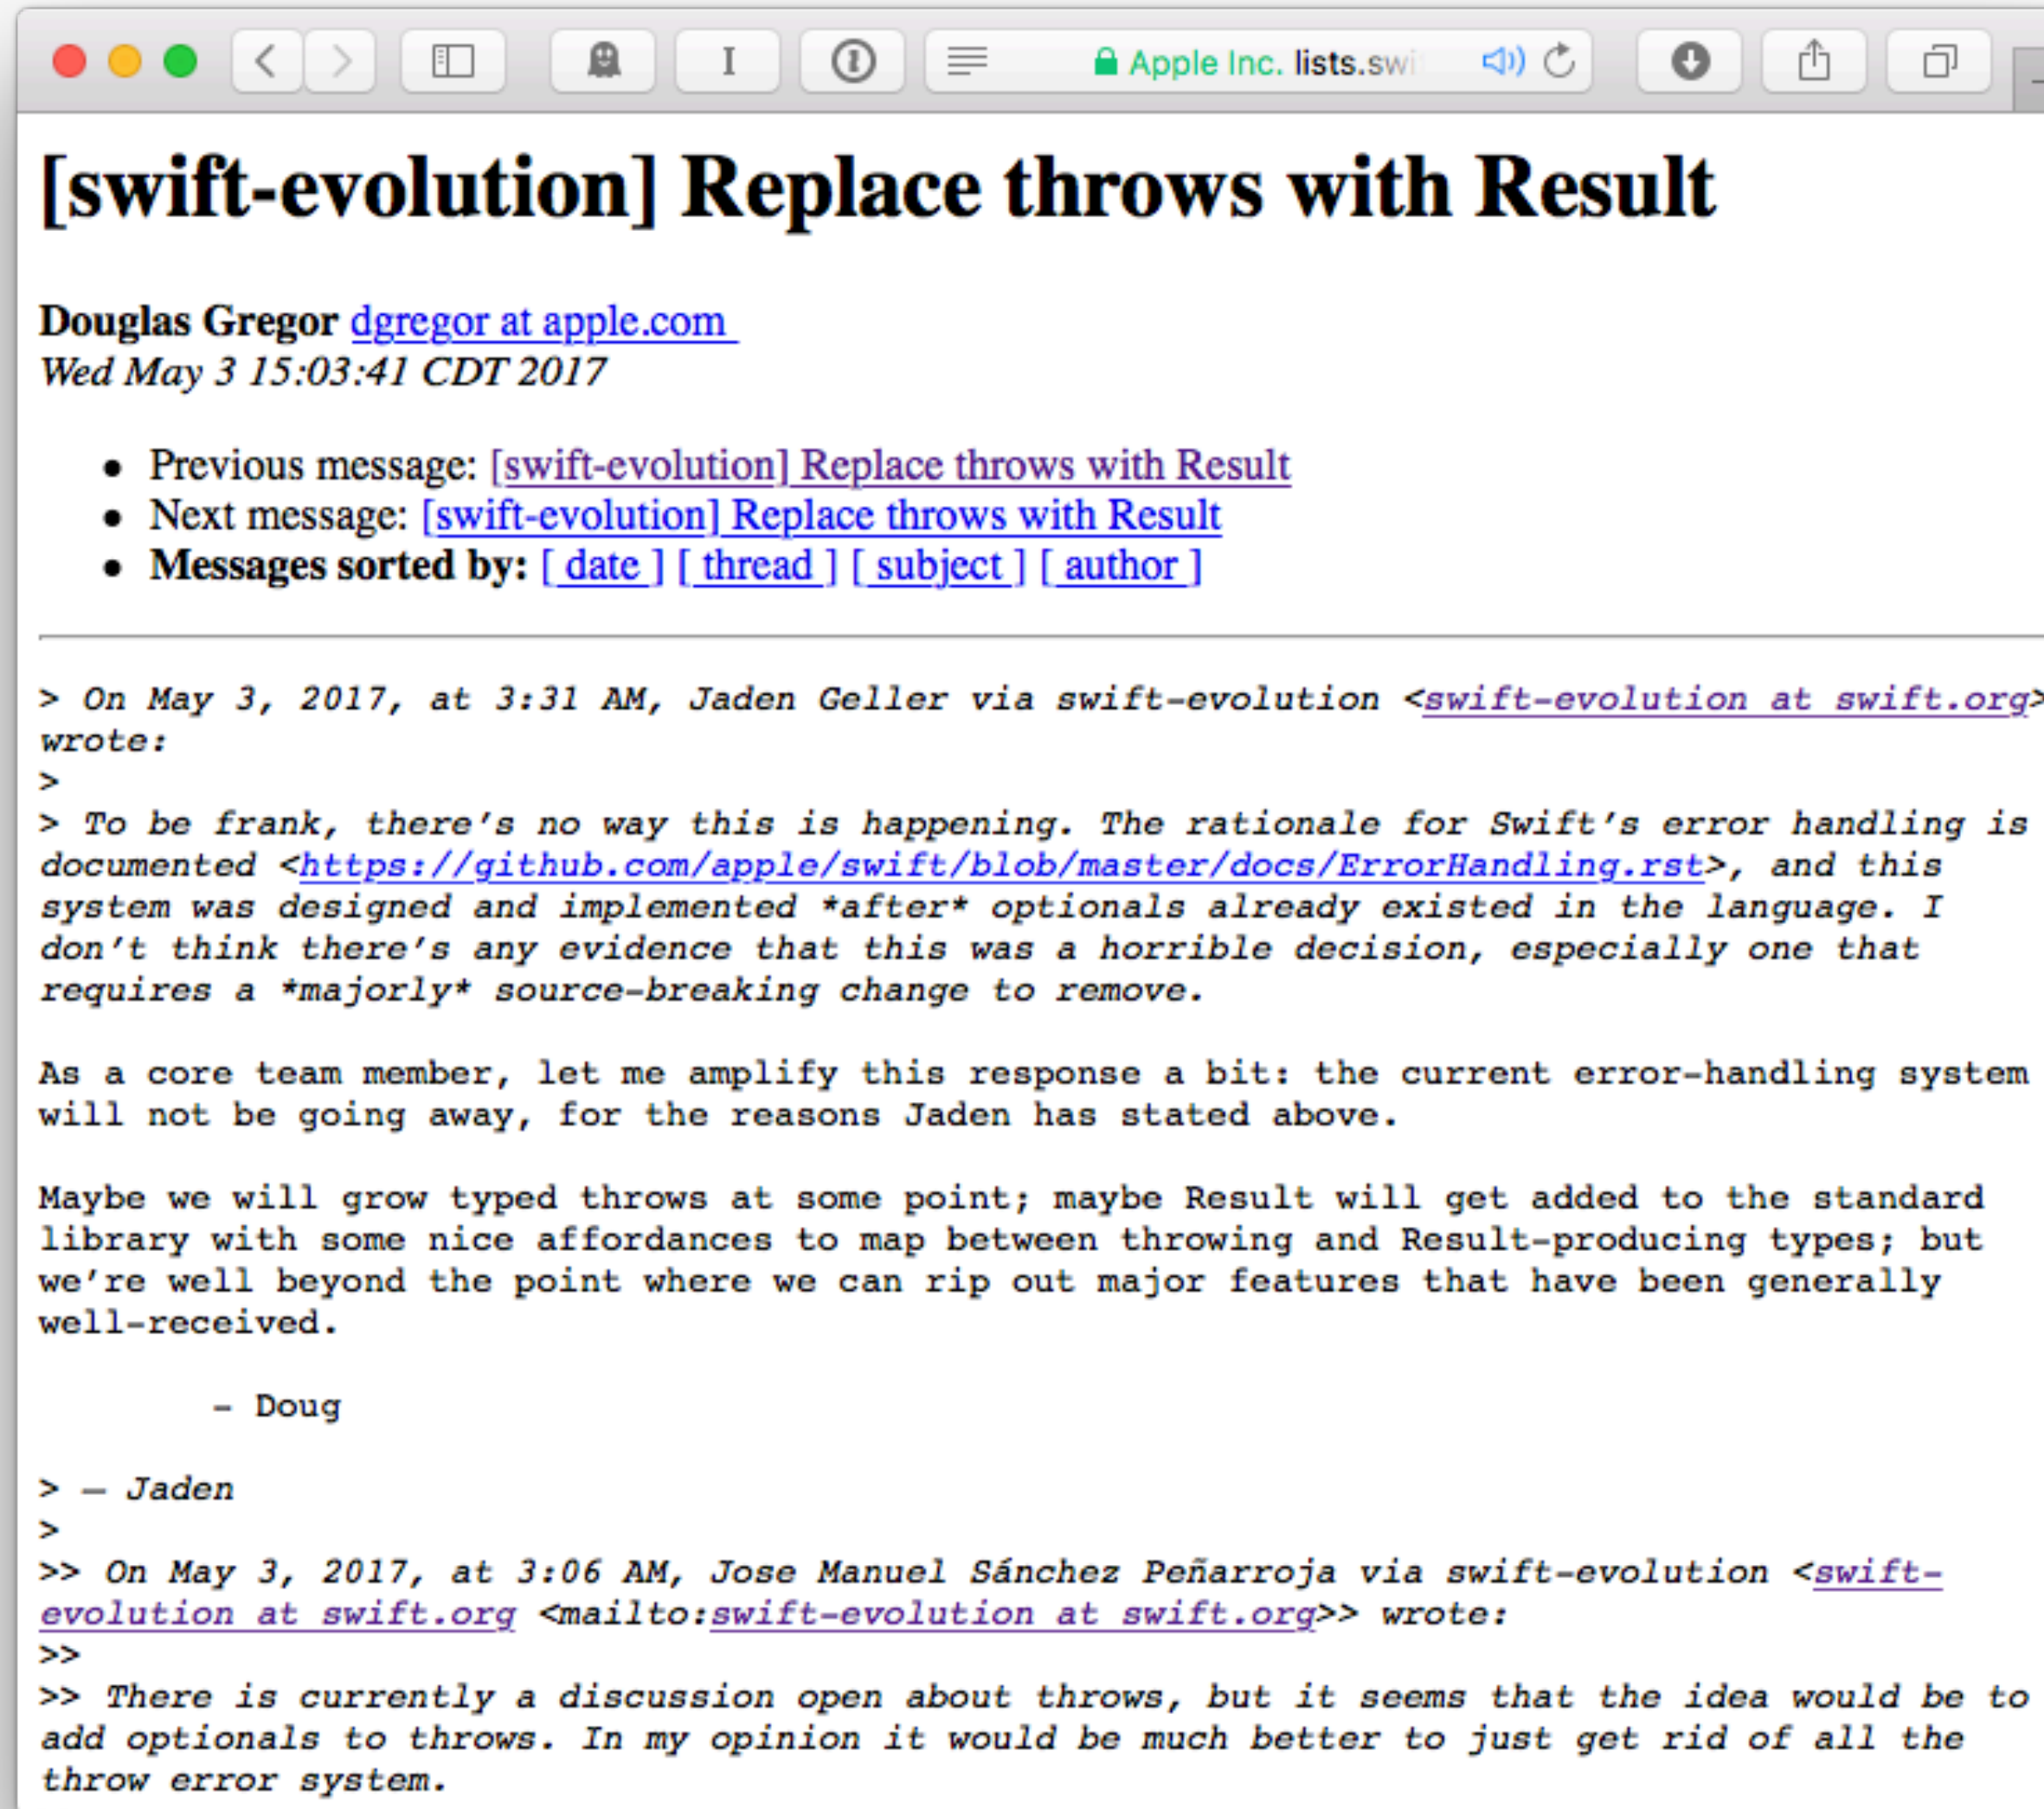 Apple Inc. lists.swi
[swift-evolution] Replace throws with Result
Douglas Gregor dgregor at apple.com
Wed May 3 15:03:41 CDT 2017
• Previous message: [swift-evolution] Replace throws with Result
• Next message: [swift-evolution] Replace throws with Result
• Messages sorted by: [ date ] [ thread ] [ subject ] [ author ]
> On May 3, 2017, at 3:31 AM, Jaden Geller via swift-evolution <swift-evolution at swift.org>
wrote:
>
> To be frank, there’s no way this is happening. The rationale for Swift’s error handling is
documented <https://github.com/apple/swift/blob/master/docs/ErrorHandling.rst>, and this
system was designed and implemented *after* optionals already existed in the language. I
don’t think there’s any evidence that this was a horrible decision, especially one that
requires a *majorly* source-breaking change to remove.
As a core team member, let me amplify this response a bit: the current error-handling system
will not be going away, for the reasons Jaden has stated above.
Maybe we will grow typed throws at some point; maybe Result will get added to the standard
library with some nice affordances to map between throwing and Result-producing types; but
we’re well beyond the point where we can rip out major features that have been generally
well-received.
- Doug
> — Jaden
>
>> On May 3, 2017, at 3:06 AM, Jose Manuel Sánchez Peñarroja via swift-evolution <swift-
evolution at swift.org <mailto:swift-evolution at swift.org>> wrote:
>>
>> There is currently a discussion open about throws, but it seems that the idea would be to
add optionals to throws. In my opinion it would be much better to just get rid of all the
throw error system.